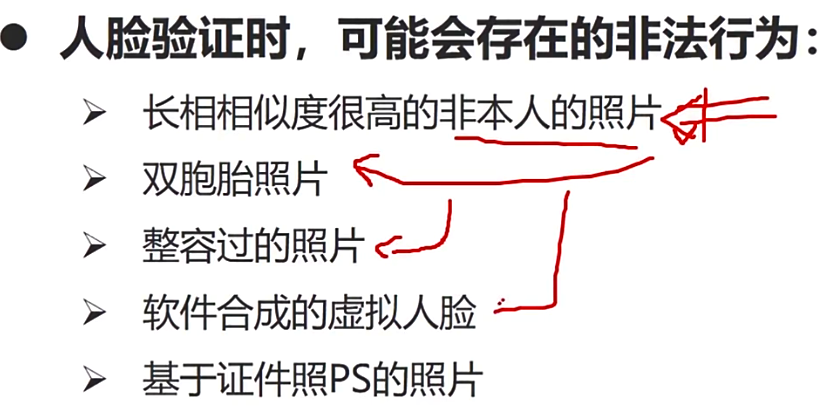 ● 人脸验证时，可能会存在的非法行为：
➢ 长相相似度很高的非本人的照片
➢ 双胞胎照片
➢ 整容过的照片
➢ 软件合成的虚拟人脸
➢ 基于证件照PS的照片